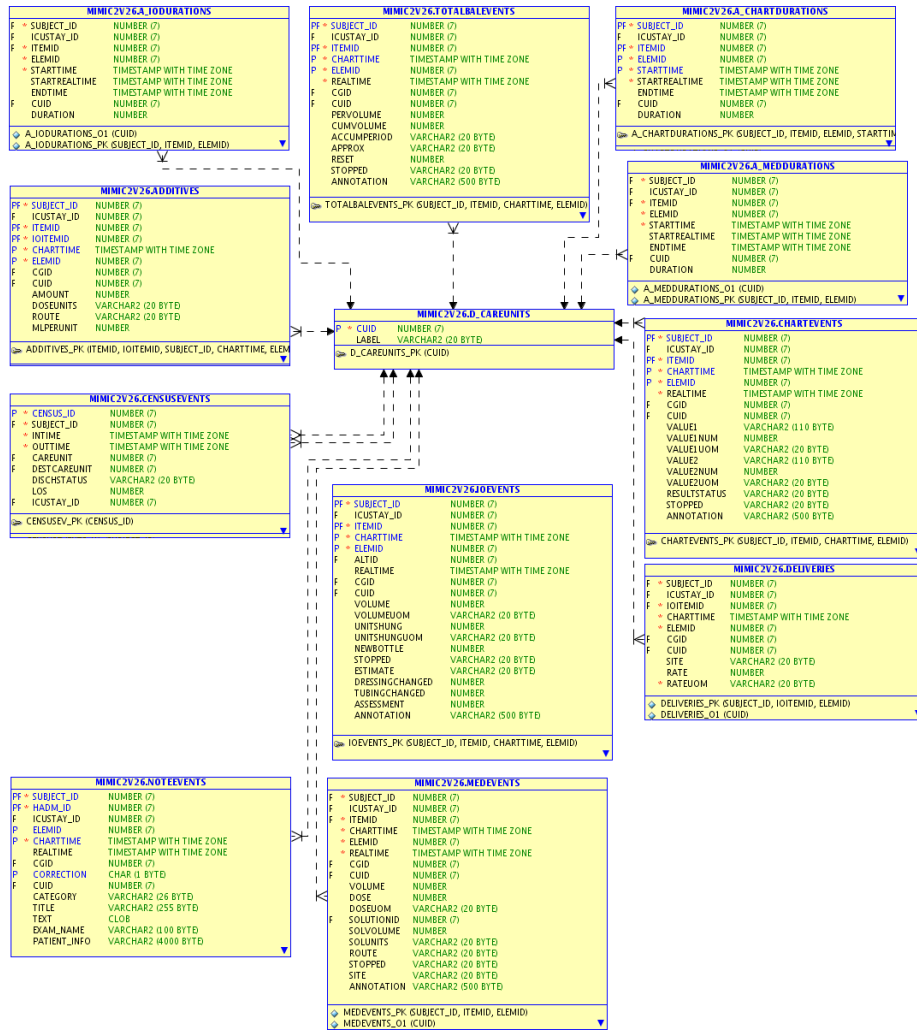 MIMIC2V26.A_IODURATIONS
F * SUBJECT_ID NUMBER (7)
F ICUSTAY_ID NUMBER (7)
F * ITEMID NUMBER (7)
* ELEMID NUMBER (7)
* STARTTIME TIMESTAMP WITH TIME ZONE
STARTREALTIME TIMESTAMP WITH TIME ZONE
ENDTIME TIMESTAMP WITH TIME ZONE
F CUID NUMBER (7)
DURATION NUMBER
A_IODURATIONS_O1 (CUID)
A_IODURATIONS_PK (SUBJECT_ID, ITEMID, ELEMID)
MIMIC2V26.TOTALBALEVENTS
PF * SUBJECT_ID NUMBER (7)
F ICUSTAY_ID NUMBER (7)
PF * ITEMID NUMBER (7)
P * CHARTTIME TIMESTAMP WITH TIME ZONE
P * ELEMID NUMBER (7)
* REALTIME TIMESTAMP WITH TIME ZONE
F CGID NUMBER (7)
F CUID NUMBER (7)
PERVOLUME NUMBER
CUMVOLUME NUMBER
ACCUMPERIOD VARCHAR2 (20 BYTE)
APPROX VARCHAR2 (20 BYTE)
RESET NUMBER
STOPPED VARCHAR2 (20 BYTE)
ANNOTATION VARCHAR2 (500 BYTE)
TOTALBALEVENTS_PK (SUBJECT_ID, ITEMID, CHARTTIME, ELEMID)
MIMIC2V26.A_CHARTDURATIONS
PF * SUBJECT_ID NUMBER (7)
F ICUSTAY_ID NUMBER (7)
PF * ITEMID NUMBER (7)
P * ELEMID NUMBER (7)
P * STARTTIME TIMESTAMP WITH TIME ZONE
* STARTREALTIME TIMESTAMP WITH TIME ZONE
ENDTIME TIMESTAMP WITH TIME ZONE
F CUID NUMBER (7)
DURATION NUMBER
A_CHARTDURATIONS_PK (SUBJECT_ID, ITEMID, ELEMID, STARTTIM
MIMIC2V26.A_MEDDURATIONS
F * SUBJECT_ID NUMBER (7)
F ICUSTAY_ID NUMBER (7)
F * ITEMID NUMBER (7)
* ELEMID NUMBER (7)
* STARTTIME TIMESTAMP WITH TIME ZONE
STARTREALTIME TIMESTAMP WITH TIME ZONE
ENDTIME TIMESTAMP WITH TIME ZONE
F CUID NUMBER (7)
DURATION NUMBER
A_MEDDURATIONS_O1 (CUID)
A_MEDDURATIONS_PK (SUBJECT_ID, ITEMID, ELEMID)
MIMIC2V26.ADDITIVES
PF * SUBJECT_ID NUMBER (7)
F ICUSTAY_ID NUMBER (7)
PF * ITEMID NUMBER (7)
PF * IOITEMID NUMBER (7)
P * CHARTTIME TIMESTAMP WITH TIME ZONE
P * ELEMID NUMBER (7)
F CGID NUMBER (7)
F CUID NUMBER (7)
AMOUNT NUMBER
DOSEUNITS VARCHAR2 (20 BYTE)
ROUTE VARCHAR2 (20 BYTE)
MLPERUNIT NUMBER
ADDITIVES_PK (ITEMID, IOITEMID, SUBJECT_ID, CHARTTIME, ELEM
MIMIC2V26.D_CAREUNITS
P * CUID NUMBER (7)
LABEL VARCHAR2 (20 BYTE)
D_CAREUNITS_PK (CUID)
MIMIC2V26.CHARTEVENTS
PF * SUBJECT_ID NUMBER (7)
F ICUSTAY_ID NUMBER (7)
PF * ITEMID NUMBER (7)
P * CHARTTIME TIMESTAMP WITH TIME ZONE
P * ELEMID NUMBER (7)
* REALTIME TIMESTAMP WITH TIME ZONE
F CGID NUMBER (7)
F CUID NUMBER (7)
VALUE1 VARCHAR2 (110 BYTE)
VALUE1NUM NUMBER
VALUE1UOM VARCHAR2 (20 BYTE)
VALUE2 VARCHAR2 (110 BYTE)
VALUE2NUM NUMBER
VALUE2UOM VARCHAR2 (20 BYTE)
RESULTSTATUS VARCHAR2 (20 BYTE)
STOPPED VARCHAR2 (20 BYTE)
ANNOTATION VARCHAR2 (500 BYTE)
CHARTEVENTS_PK (SUBJECT_ID, ITEMID, CHARTTIME, ELEMID)
MIMIC2V26.CENSUSEVENTS
P * CENSUS_ID NUMBER (7)
F * SUBJECT_ID NUMBER (7)
* INTIME TIMESTAMP WITH TIME ZONE
* OUTTIME TIMESTAMP WITH TIME ZONE
F CAREUNIT NUMBER (7)
F DESTCAREUNIT NUMBER (7)
DISCHSTATUS VARCHAR2 (20 BYTE)
LOS NUMBER
F ICUSTAY_ID NUMBER (7)
CENSUSEV_PK (CENSUS_ID)
MIMIC2V26.IOEVENTS
PF * SUBJECT_ID NUMBER (7)
F ICUSTAY_ID NUMBER (7)
PF * ITEMID NUMBER (7)
P * CHARTTIME TIMESTAMP WITH TIME ZONE
P * ELEMID NUMBER (7)
F ALTID NUMBER (7)
REALTIME TIMESTAMP WITH TIME ZONE
F CGID NUMBER (7)
F CUID NUMBER (7)
VOLUME NUMBER
VOLUMEUOM VARCHAR2 (20 BYTE)
UNITSHUNG NUMBER
UNITSHUNGUOM VARCHAR2 (20 BYTE)
NEWBOTTLE NUMBER
STOPPED VARCHAR2 (20 BYTE)
ESTIMATE VARCHAR2 (20 BYTE)
DRESSINGCHANGED NUMBER
TUBINGCHANGED NUMBER
ASSESSMENT NUMBER
ANNOTATION VARCHAR2 (500 BYTE)
IOEVENTS_PK (SUBJECT_ID, ITEMID, CHARTTIME, ELEMID)
MIMIC2V26.DELIVERIES
F * SUBJECT_ID NUMBER (7)
F ICUSTAY_ID NUMBER (7)
F * IOITEMID NUMBER (7)
* CHARTTIME TIMESTAMP WITH TIME ZONE
* ELEMID NUMBER (7)
F CGID NUMBER (7)
F CUID NUMBER (7)
SITE VARCHAR2 (20 BYTE)
RATE NUMBER
* RATEUOM VARCHAR2 (20 BYTE)
DELIVERIES_PK (SUBJECT_ID, IOITEMID, ELEMID)
DELIVERIES_O1 (CUID)
MIMIC2V26.NOTEEVENTS
PF * SUBJECT_ID NUMBER (7)
PF * HADM_ID NUMBER (7)
F ICUSTAY_ID NUMBER (7)
P ELEMID NUMBER (7)
P * CHARTTIME TIMESTAMP WITH TIME ZONE
REALTIME TIMESTAMP WITH TIME ZONE
F CGID NUMBER (7)
P CORRECTION CHAR (1 BYTE)
F CUID NUMBER (7)
CATEGORY VARCHAR2 (26 BYTE)
TITLE VARCHAR2 (255 BYTE)
TEXT CLOB
EXAM_NAME VARCHAR2 (100 BYTE)
PATIENT_INFO VARCHAR2 (4000 BYTE)
MIMIC2V26.MEDEVENTS
F * SUBJECT_ID NUMBER (7)
F ICUSTAY_ID NUMBER (7)
F * ITEMID NUMBER (7)
* CHARTTIME TIMESTAMP WITH TIME ZONE
* ELEMID NUMBER (7)
* REALTIME TIMESTAMP WITH TIME ZONE
F CGID NUMBER (7)
F CUID NUMBER (7)
VOLUME NUMBER
DOSE NUMBER
DOSEUOM VARCHAR2 (20 BYTE)
F SOLUTIONID NUMBER (7)
SOLVOLUME NUMBER
SOLUNITS VARCHAR2 (20 BYTE)
ROUTE VARCHAR2 (20 BYTE)
STOPPED VARCHAR2 (20 BYTE)
SITE VARCHAR2 (20 BYTE)
ANNOTATION VARCHAR2 (500 BYTE)
MEDEVENTS_PK (SUBJECT_ID, ITEMID, ELEMID)
MEDEVENTS_O1 (CUID)